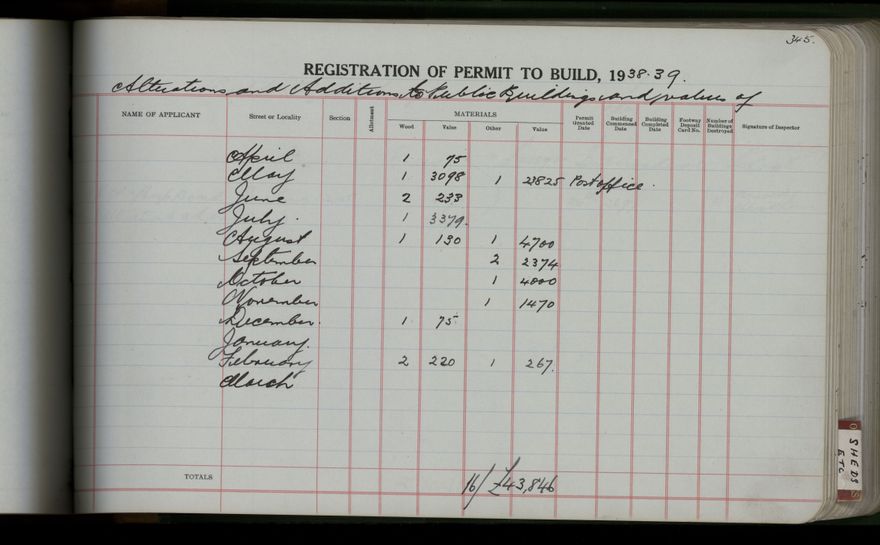 345.
REGISTRATION OF PERMIT TO BUILD, 1938-39.
Alterations and Additions to Public Buildings and values of
NAME OF APPLICANT Street or Locality Section Allotment MATERIALS Wood Value Other Value Permit Granted Date Building Commenced Date Building Completed Date Footway Deposit Card No. Number of Buildings Destroyed Signature of Inspector
April 1 75
May 1 3098 1 23825 Post office.
June 2 233
July. 1 3379.
August 1 130 1 4700
September 2 2374
October 1 4000
November 1 1470
December. 1 75
January.
February 2 220 1 267.
March
TOTALS 16/ £43,846
SHEDS
ETC